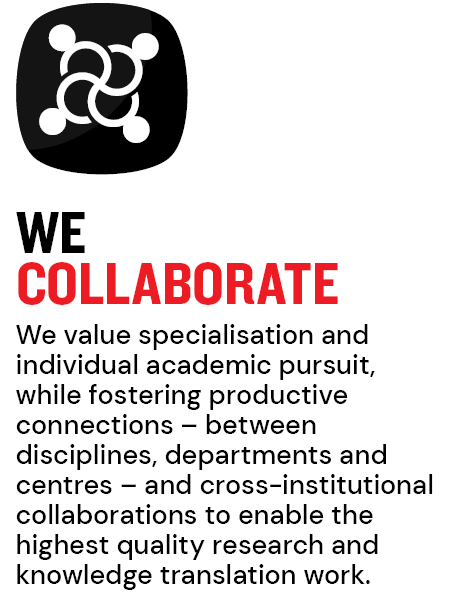 WE
COLLABORATE
We value specialisation and
individual academic pursuit,
while fostering productive
connections – between
disciplines, departments and
centres – and cross-institutional
collaborations to enable the
highest quality research and
knowledge translation work.